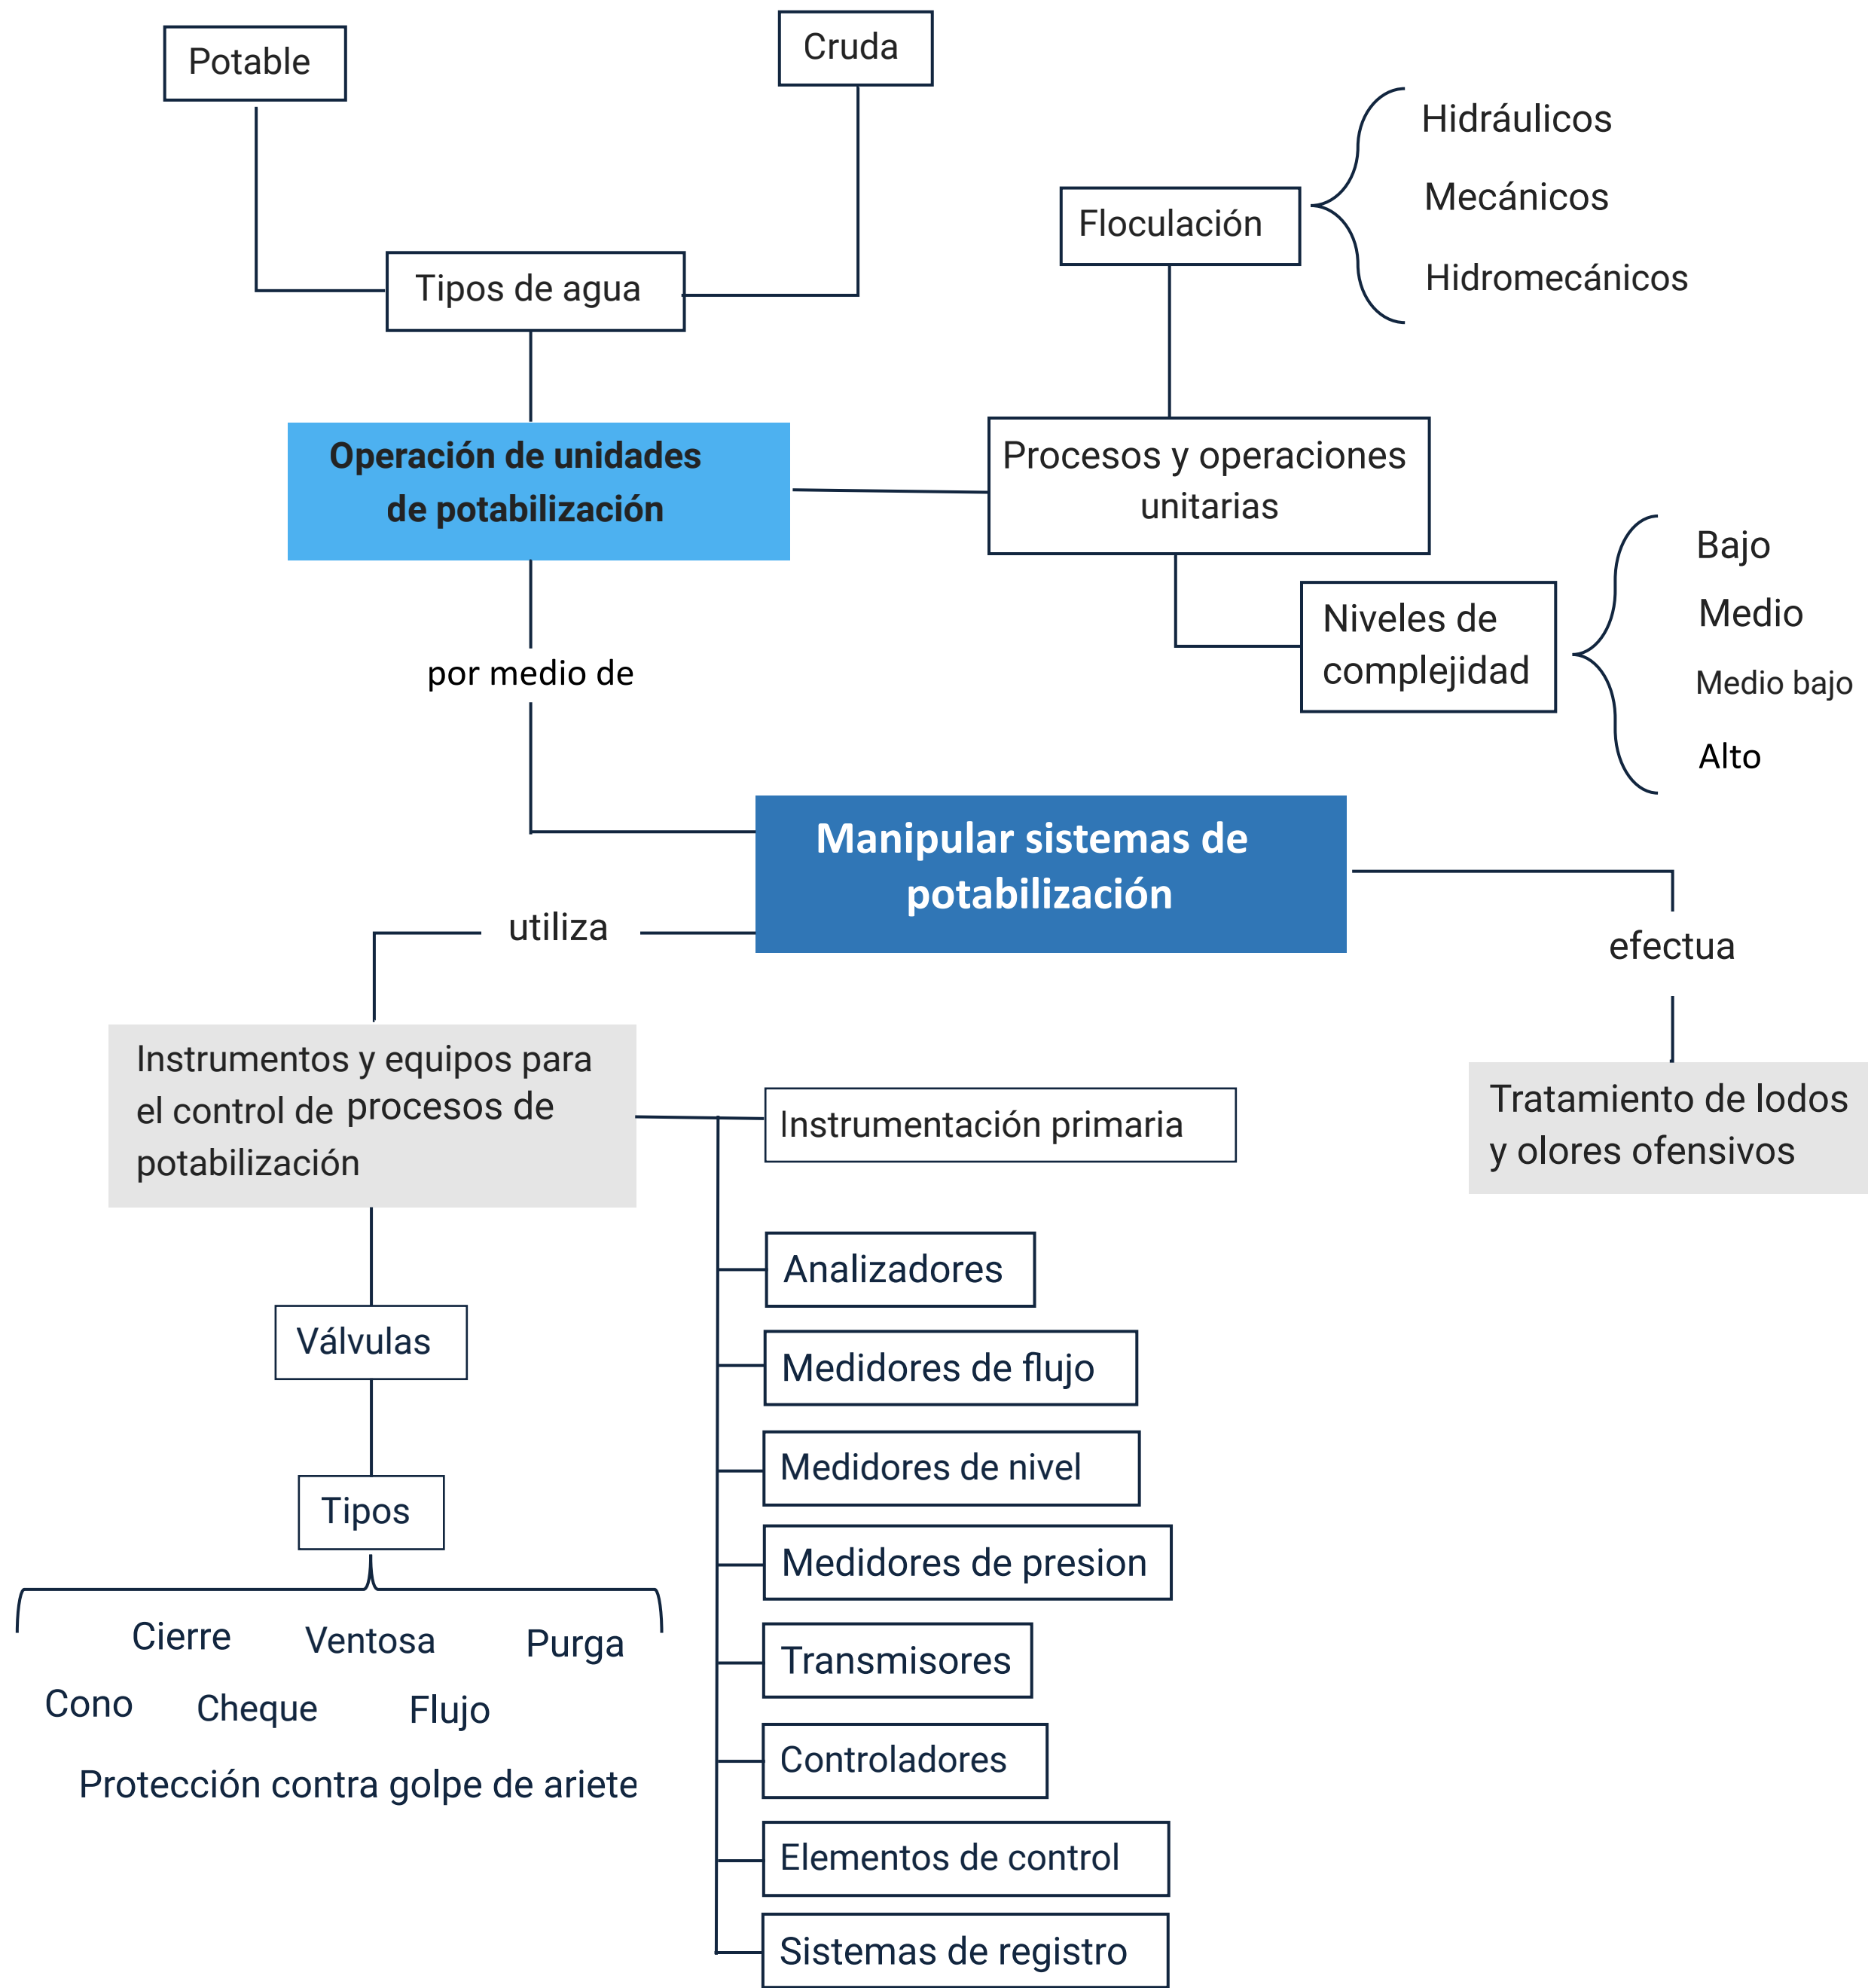 Potable
Cruda
Tipos de agua
Floculación
Hidráulicos
Mecánicos
Hidromecánicos
Operación de unidades
de potabilización
Procesos y operaciones
unitarias
Niveles de
complejidad
Bajo
Medio
Medio bajo
Alto
por medio de
Manipular sistemas de
potabilización
utiliza
efectua
Instrumentos y equipos para
el control de procesos de
potabilización
Tratamiento de lodos
y olores ofensivos
Instrumentación primaria
Analizadores
Medidores de flujo
Medidores de nivel
Medidores de presion
Transmisores
Controladores
Elementos de control
Sistemas de registro
Válvulas
Tipos
Cierre Ventosa Purga
Cono Cheque Flujo
Protección contra golpe de ariete